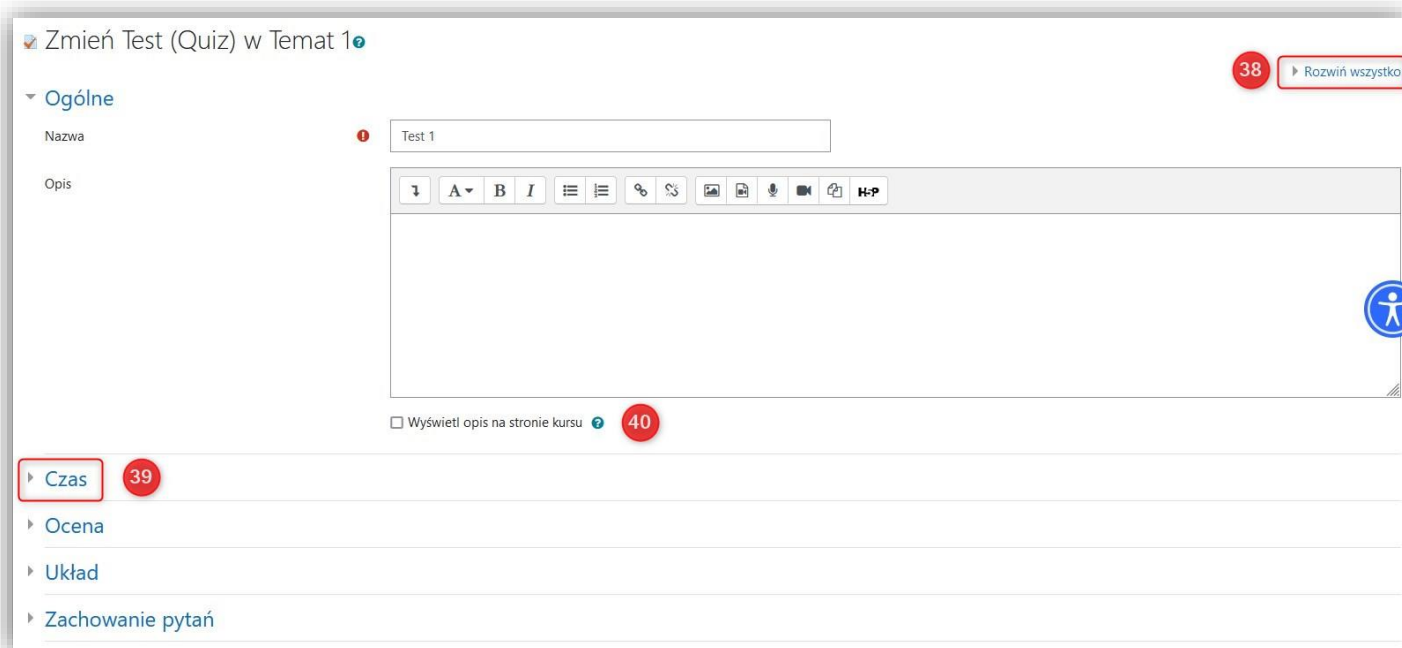 Zmień Test (Quiz) w Temat 1
38
Rozwiń wszystko
Ogólne
Nazwa
Test 1
Opis
A B I H-P
Wyświetl opis na stronie kursu
40
Czas
39
Ocena
Układ
Zachowanie pytań